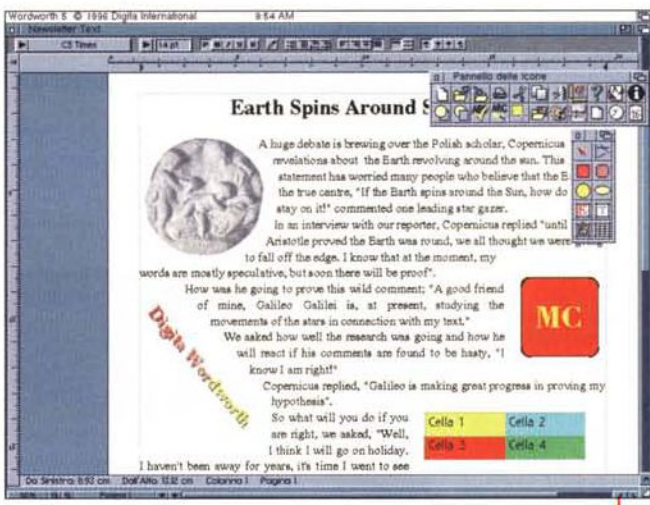 Wordworth 5 © 1996 Digita International 8:54 AM
Newsletter Text
CS Times 14 pt
Pannello delle Icone
Earth Spins Around S
A huge debate is brewing over the Polish scholar, Copernicus
revelations about the Earth revolving around the sun. This
statement has worried many people who believe that the E
the true centre, "If the Earth spins around the Sun, how do
stay on it!" commented one leading star gazer.
In an interview with our reporter, Copernicus replied "until
Aristotle proved the Earth was round, we all thought we were
to fall off the edge. I know that at the moment, my
words are mostly speculative, but soon there will be proof".
How was he going to prove this wild comment; "A good friend
of mine, Galileo Galilei is, at present, studying the
movements of the stars in connection with my text,"
We asked how well the research was going and how he
will react if his comments are found to be hasty, "I
know I am right!"
Copernicus replied, "Galileo is making great progress in proving my
hypothesis".
So what will you do if you
are right, we asked, "Well,
I think I will go on holiday.
I haven't been away for years, it's time I went to see
Digita Wordworth
MC
Cella 1 Cella 2
Cella 3 Cella 4
Da Sinistra: 8.93 cm Dall'Alto: 13.12 cm Colonna 1 Pagina 1